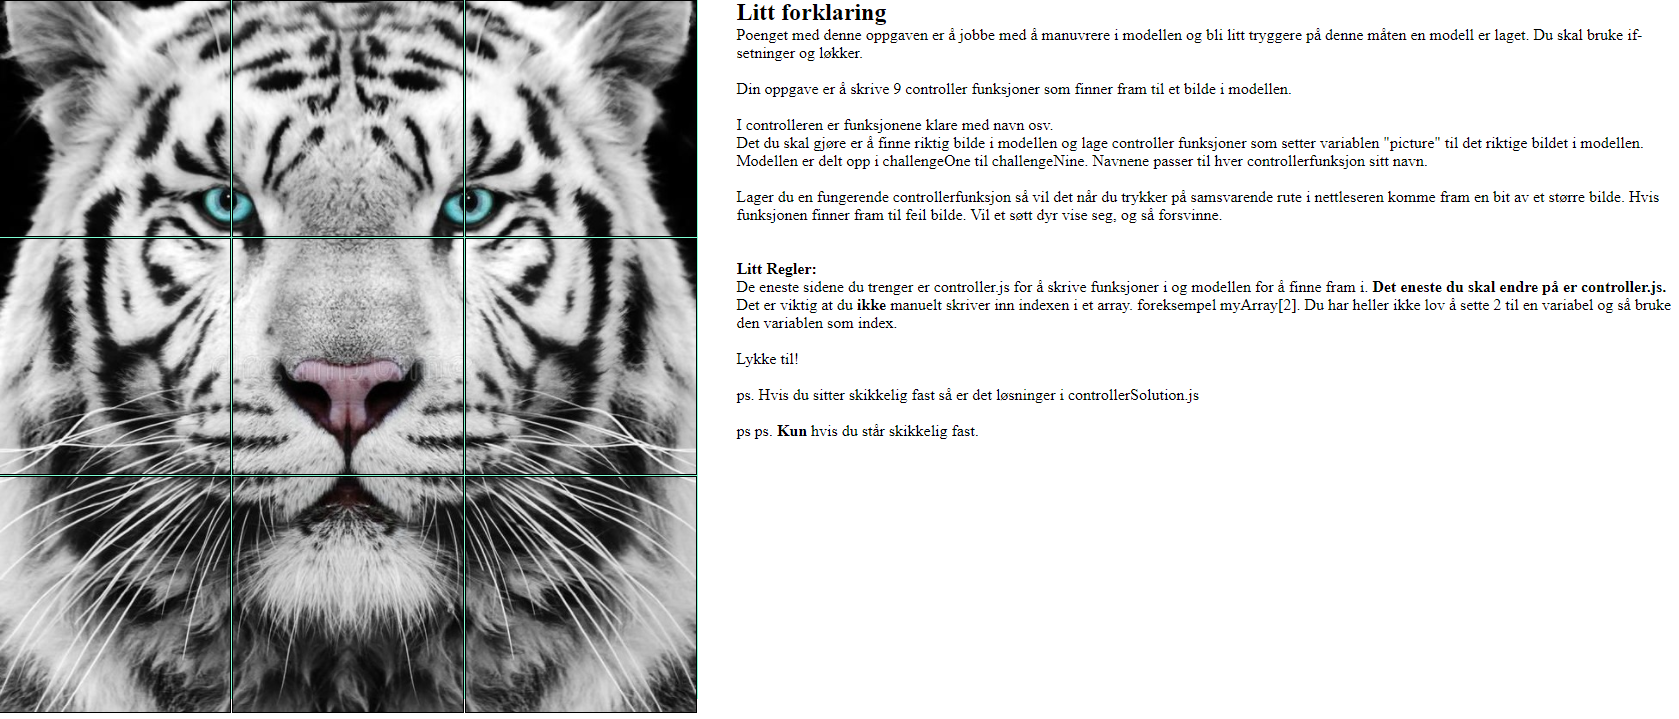 Litt forklaring
Poenget med denne oppgaven er å jobbe med å manuvrere i modellen og bli litt tryggere på denne måten en modell er laget. Du skal bruke if-
setninger og løkker.
Din oppgave er å skrive 9 controller funksjoner som finner fram til et bilde i modellen.
I controlleren er funksjonene klare med navn osv.
Det du skal gjøre er å finne riktig bilde i modellen og lage controller funksjoner som setter variablen "picture" til det riktige bildet i modellen.
Modellen er delt opp i challengeOne til challengeNine. Navnene passer til hver controllerfunksjon sitt navn.
Lager du en fungerende controllerfunksjon så vil det når du trykker på samsvarende rute i nettleseren komme fram en bit av et større bilde. Hvis
funksjonen finner fram til feil bilde. Vil et søtt dyr vise seg, og så forsvinne.
Litt Regler:
De eneste sidene du trenger er controller.js for å skrive funksjoner i og modellen for å finne fram i. Det eneste du skal endre på er controller.js.
Det er viktig at du ikke manuelt skriver inn indexen i et array. foreksempel myArray[2]. Du har heller ikke lov å sette 2 til en variabel og så bruke
den variablen som index.
Lykke til!
ps. Hvis du sitter skikkelig fast så er det løsninger i controllerSolution.js
ps ps. Kun hvis du står skikkelig fast.